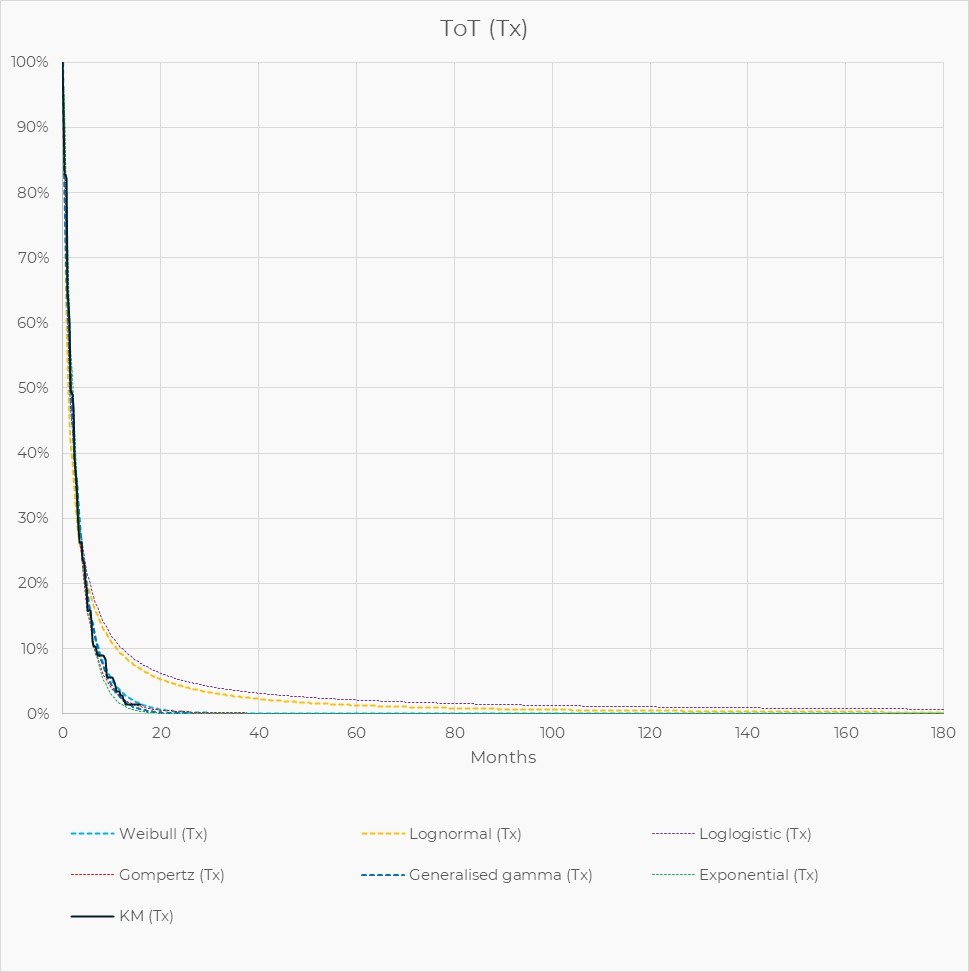 ToT (Tx)
100%
90%
80%
70%
60%
50%
40%
30%
20%
10%
0%
0 20 40 60 80 100 120 140 160 180
Months
Weibull (Tx) Lognormal (Tx) Loglogistic (Tx)
Gompertz (Tx) Generalised gamma (Tx) Exponential (Tx)
KM (Tx)